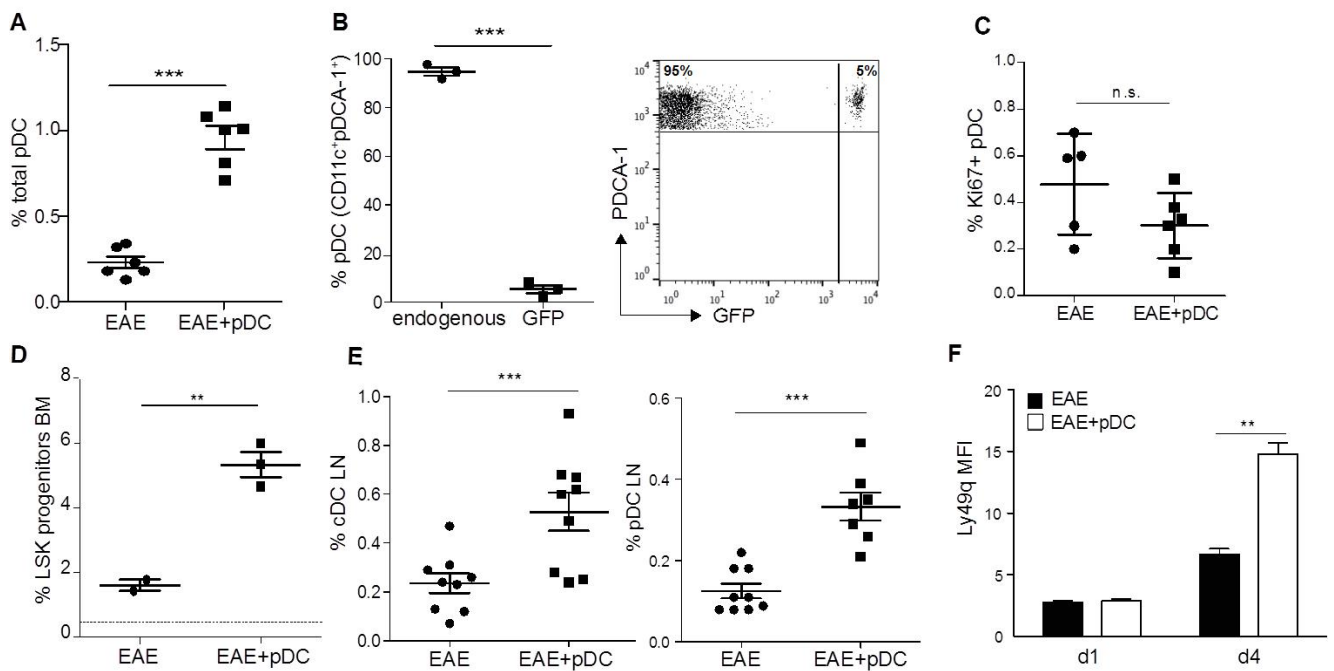 A
% total pDC
1.5
1.0
0.5
0.0
***
EAE
EAE+pDC
B
% pDC (CD11c⁺pDCA-1⁺)
100
80
60
40
20
0
***
endogenous
GFP
95%
5%
PDCA-1
10⁴
10³
10²
10¹
10⁰
10⁰ 10¹ 10² 10³ 10⁴
GFP
C
% Ki67+ pDC
1.0
0.8
0.6
0.4
0.2
0.0
n.s.
EAE
EAE+pDC
D
% LSK progenitors BM
8
6
4
2
0
**
EAE
EAE+pDC
E
% cDC LN
1.0
0.8
0.6
0.4
0.2
0.0
***
EAE
EAE+pDC
% pDC LN
0.6
0.4
0.2
0.0
***
EAE
EAE+pDC
F
Ly49q MFI
20
15
10
5
0
EAE
EAE+pDC
**
d1
d4